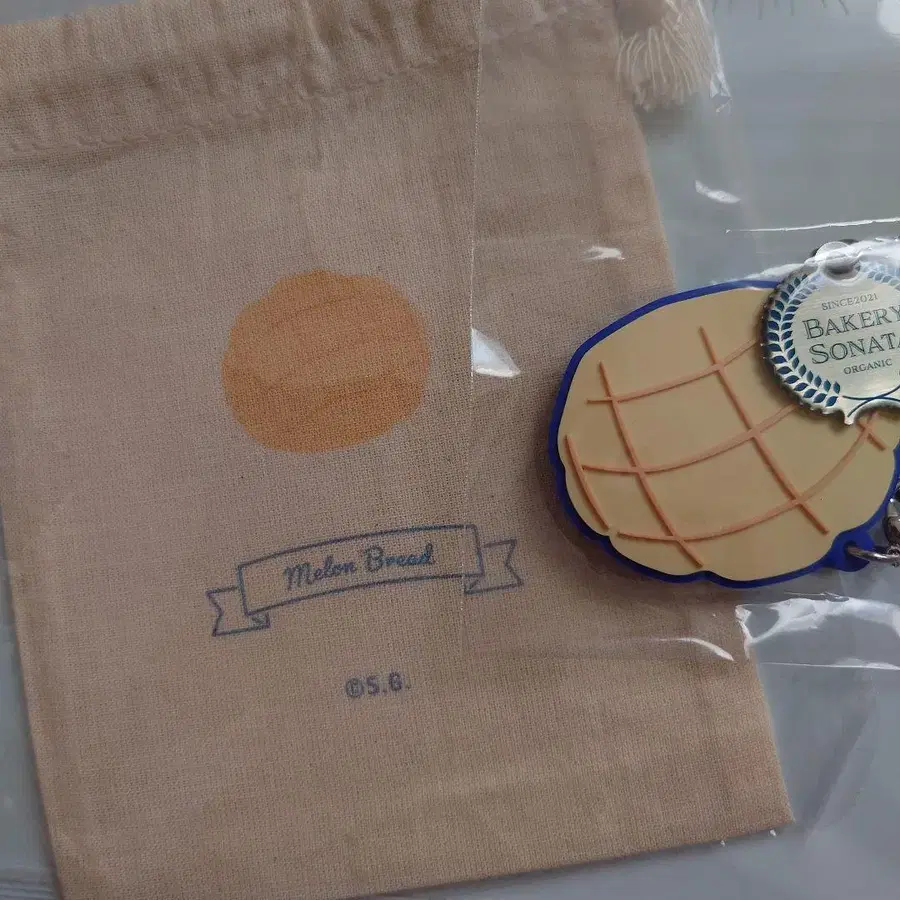 Melon Bread
©S.G.
SINCE2021
BAKERY
SONATA
ORGANIC